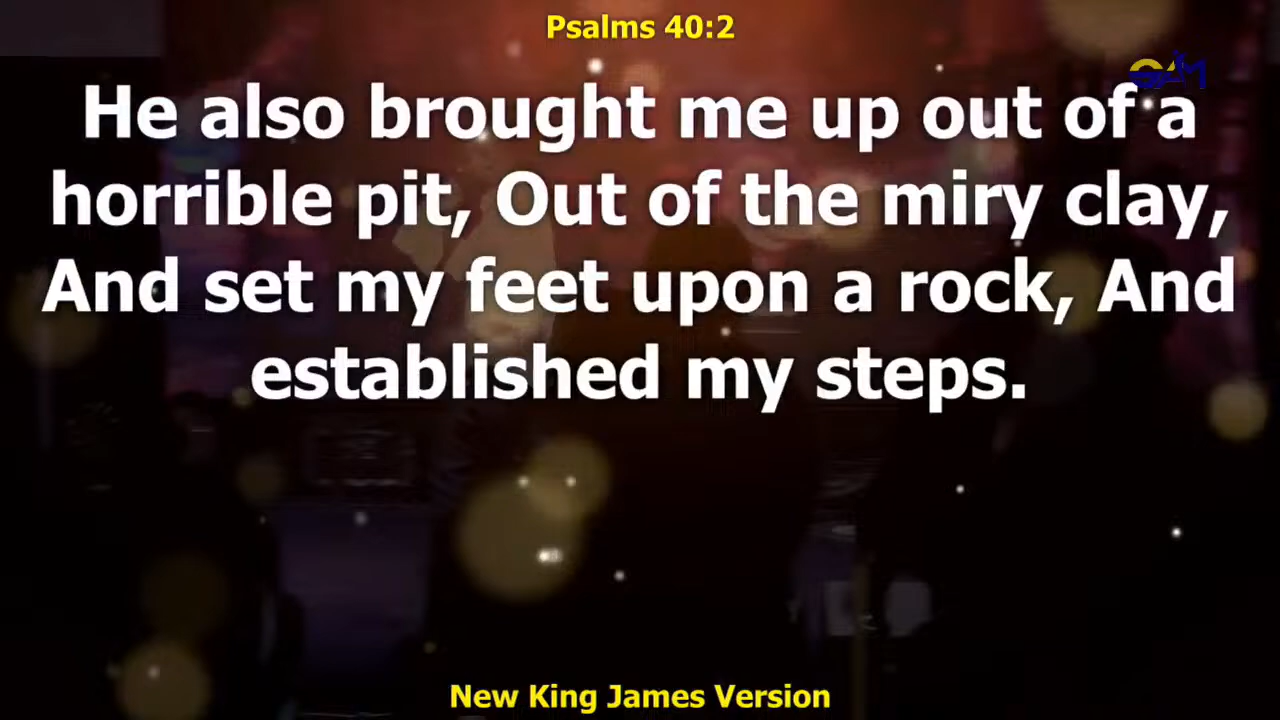 Psalms 40:2
He also brought me up out of a
horrible pit, Out of the miry clay,
And set my feet upon a rock, And
established my steps.
New King James Version